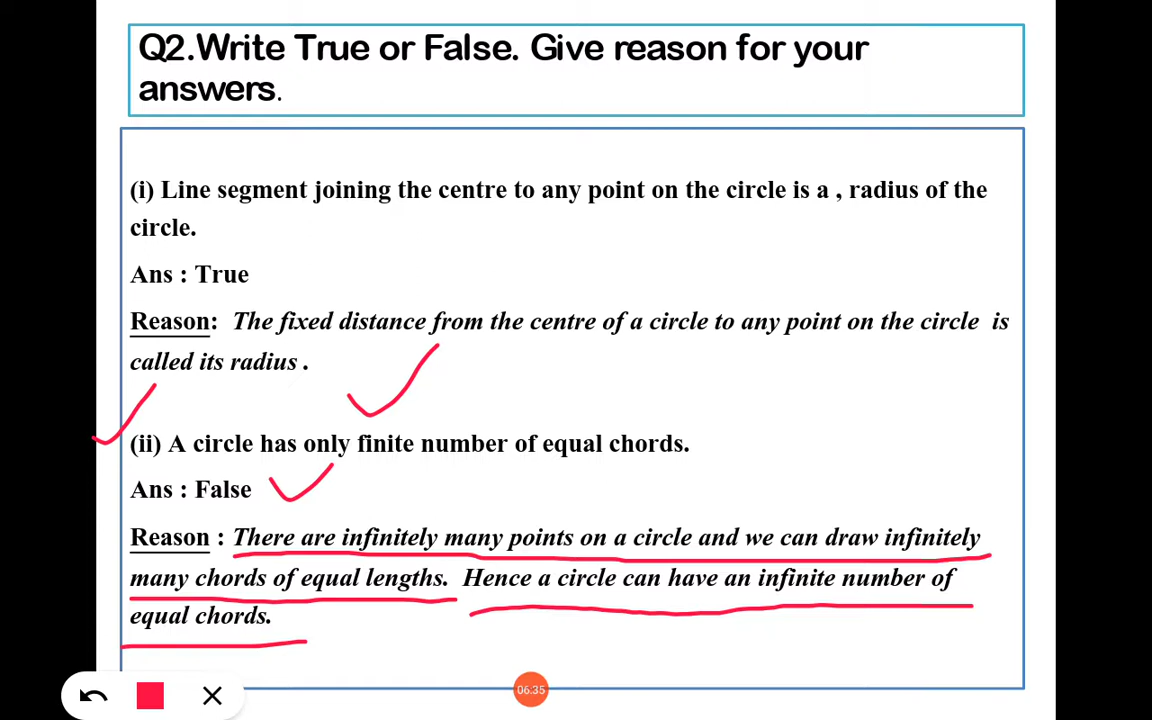 Q2.Write True or False. Give reason for your
answers.
(i) Line segment joining the centre to any point on the circle is a , radius of the
circle.
Ans : True
Reason: The fixed distance from the centre of a circle to any point on the circle is
called its radius .
(ii) A circle has only finite number of equal chords.
Ans : False
Reason : There are infinitely many points on a circle and we can draw infinitely
many chords of equal lengths. Hence a circle can have an infinite number of
equal chords.
06:35